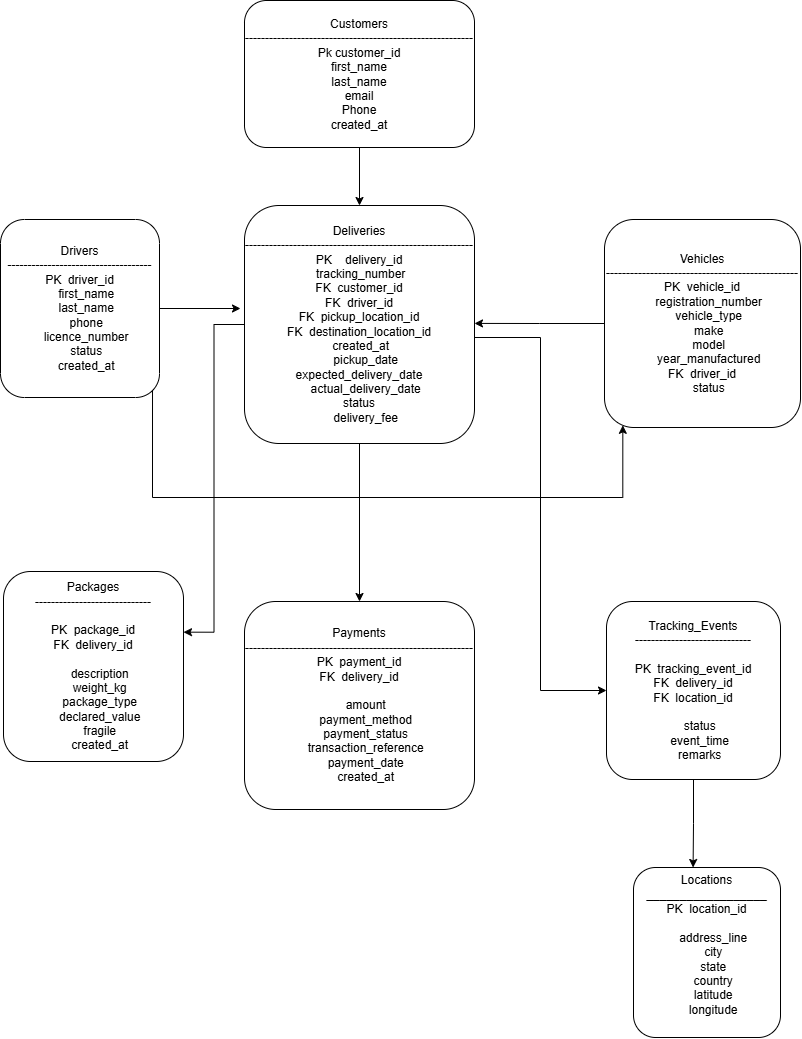 Customers
Pk customer_id
first_name
last_name
email
Phone
created_at
Deliveries
PK delivery_id
tracking_number
FK customer_id
FK driver_id
FK pickup_location_id
FK destination_location_id
created_at
pickup_date
expected_delivery_date
actual_delivery_date
status
delivery_fee
Drivers
PK driver_id
first_name
last_name
phone
licence_number
status
created_at
Vehicles
PK vehicle_id
registration_number
vehicle_type
make
model
year_manufactured
FK driver_id
status
Packages
PK package_id
FK delivery_id
description
weight_kg
package_type
declared_value
fragile
created_at
Payments
PK payment_id
FK delivery_id
amount
payment_method
payment_status
transaction_reference
payment_date
created_at
Tracking_Events
PK tracking_event_id
FK delivery_id
FK location_id
status
event_time
remarks
Locations
PK location_id
address_line
city
state
country
latitude
longitude